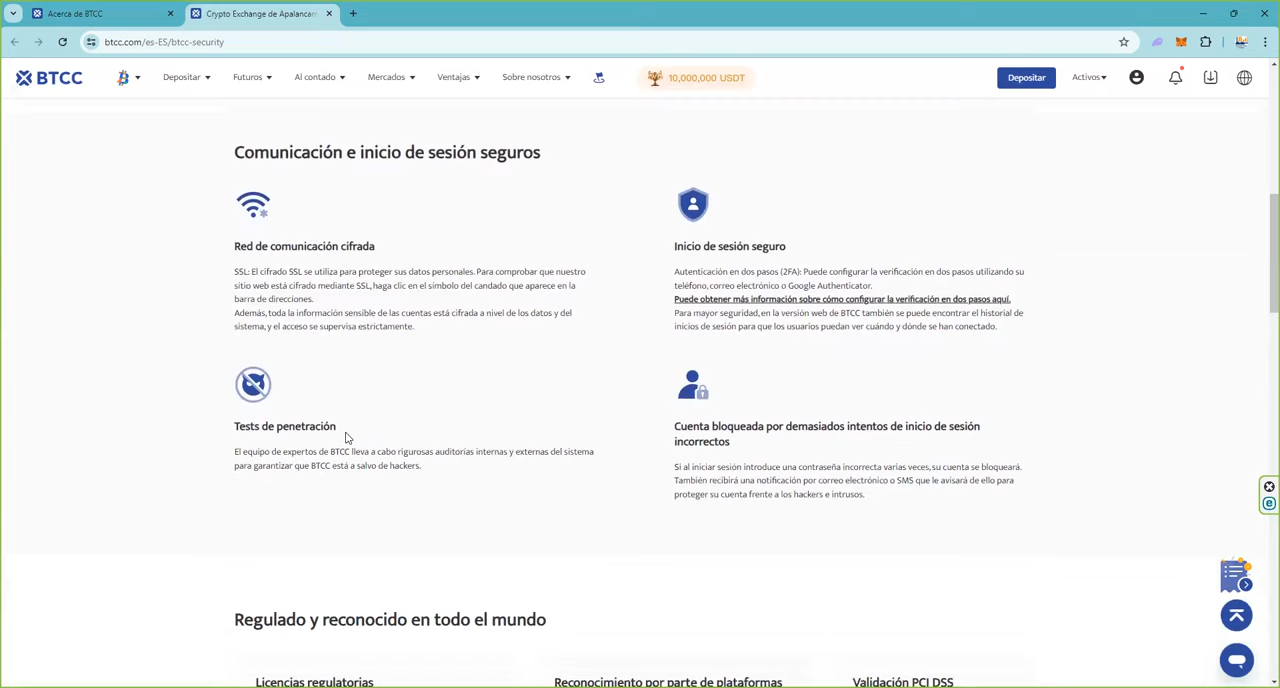 Acerca de BTCC
Crypto Exchange de Apalancam
btcc.com/es-ES/btcc-security
BTCC
Depositar
Futuros
Al contado
Mercados
Ventajas
Sobre nosotros
10,000,000 USDT
Depositar
Activos
Comunicación e inicio de sesión seguros
Red de comunicación cifrada
SSL: El cifrado SSL se utiliza para proteger sus datos personales. Para comprobar que nuestro
sitio web está cifrado mediante SSL, haga clic en el símbolo del candado que aparece en la
barra de direcciones.
Además, toda la información sensible de las cuentas está cifrada a nivel de los datos y del
sistema, y el acceso se supervisa estrictamente.
Inicio de sesión seguro
Autenticación en dos pasos (2FA): Puede configurar la verificación en dos pasos utilizando su
teléfono, correo electrónico o Google Authenticator.
Puede obtener más información sobre cómo configurar la verificación en dos pasos aquí.
Para mayor seguridad, en la versión web de BTCC también se puede encontrar el historial de
inicios de sesión para que los usuarios puedan ver cuándo y dónde se han conectado.
Tests de penetración
El equipo de expertos de BTCC lleva a cabo rigurosas auditorías internas y externas del sistema
para garantizar que BTCC está a salvo de hackers.
Cuenta bloqueada por demasiados intentos de inicio de sesión
incorrectos
Si al iniciar sesión introduce una contraseña incorrecta varias veces, su cuenta se bloqueará.
También recibirá una notificación por correo electrónico o SMS que le avisará de ello para
proteger su cuenta frente a los hackers e intrusos.
Regulado y reconocido en todo el mundo
Licencias regulatorias
Reconocimiento por parte de plataformas
Validación PCI DSS